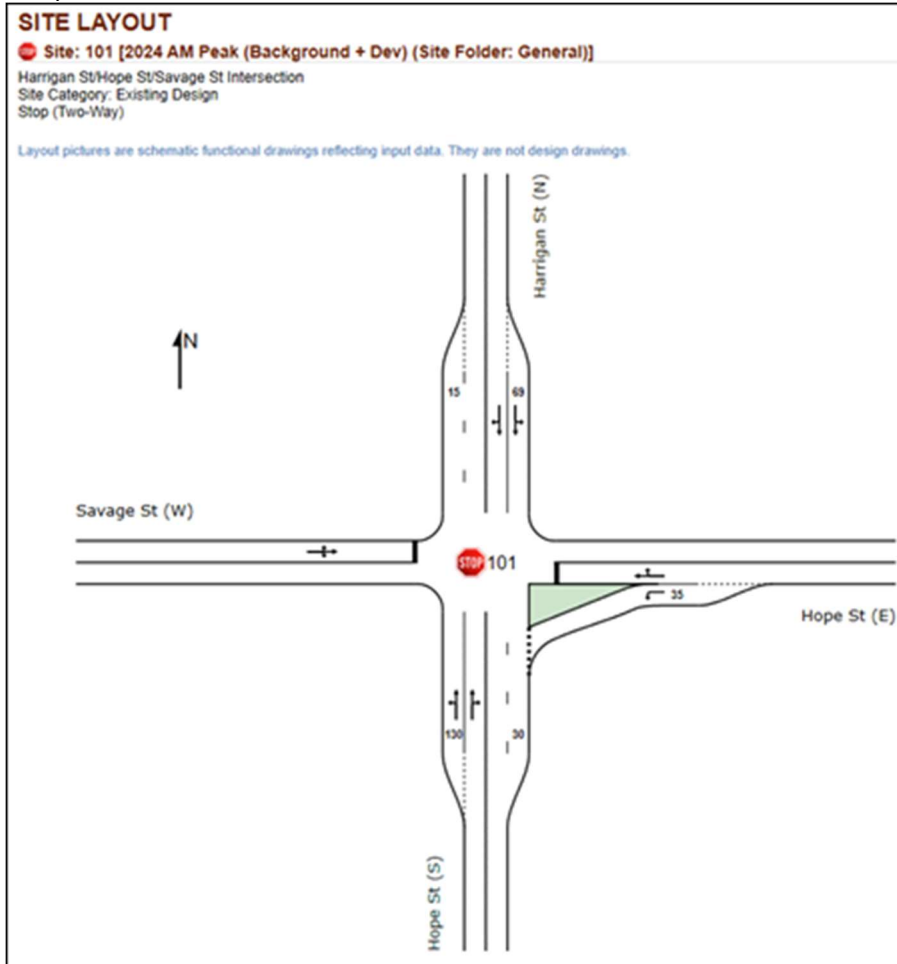 SITE LAYOUT
STOP Site: 101 [2024 AM Peak (Background + Dev) (Site Folder: General)]
Harrigan St/Hope St/Savage St Intersection
Site Category: Existing Design
Stop (Two-Way)
Layout pictures are schematic functional drawings reflecting input data. They are not design drawings.
Harrigan St (N)
N
15
69
Savage St (W)
STOP 101
35
Hope St (E)
130
30
Hope St (S)